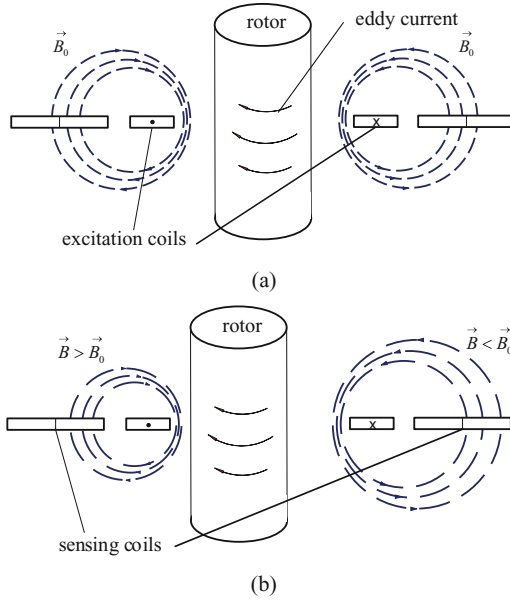 eddy current
rotor
B⃗₀
B⃗₀
•
x
excitation coils
(a)
rotor
B⃗ > B⃗₀
B⃗ < B⃗₀
•
x
sensing coils
(b)